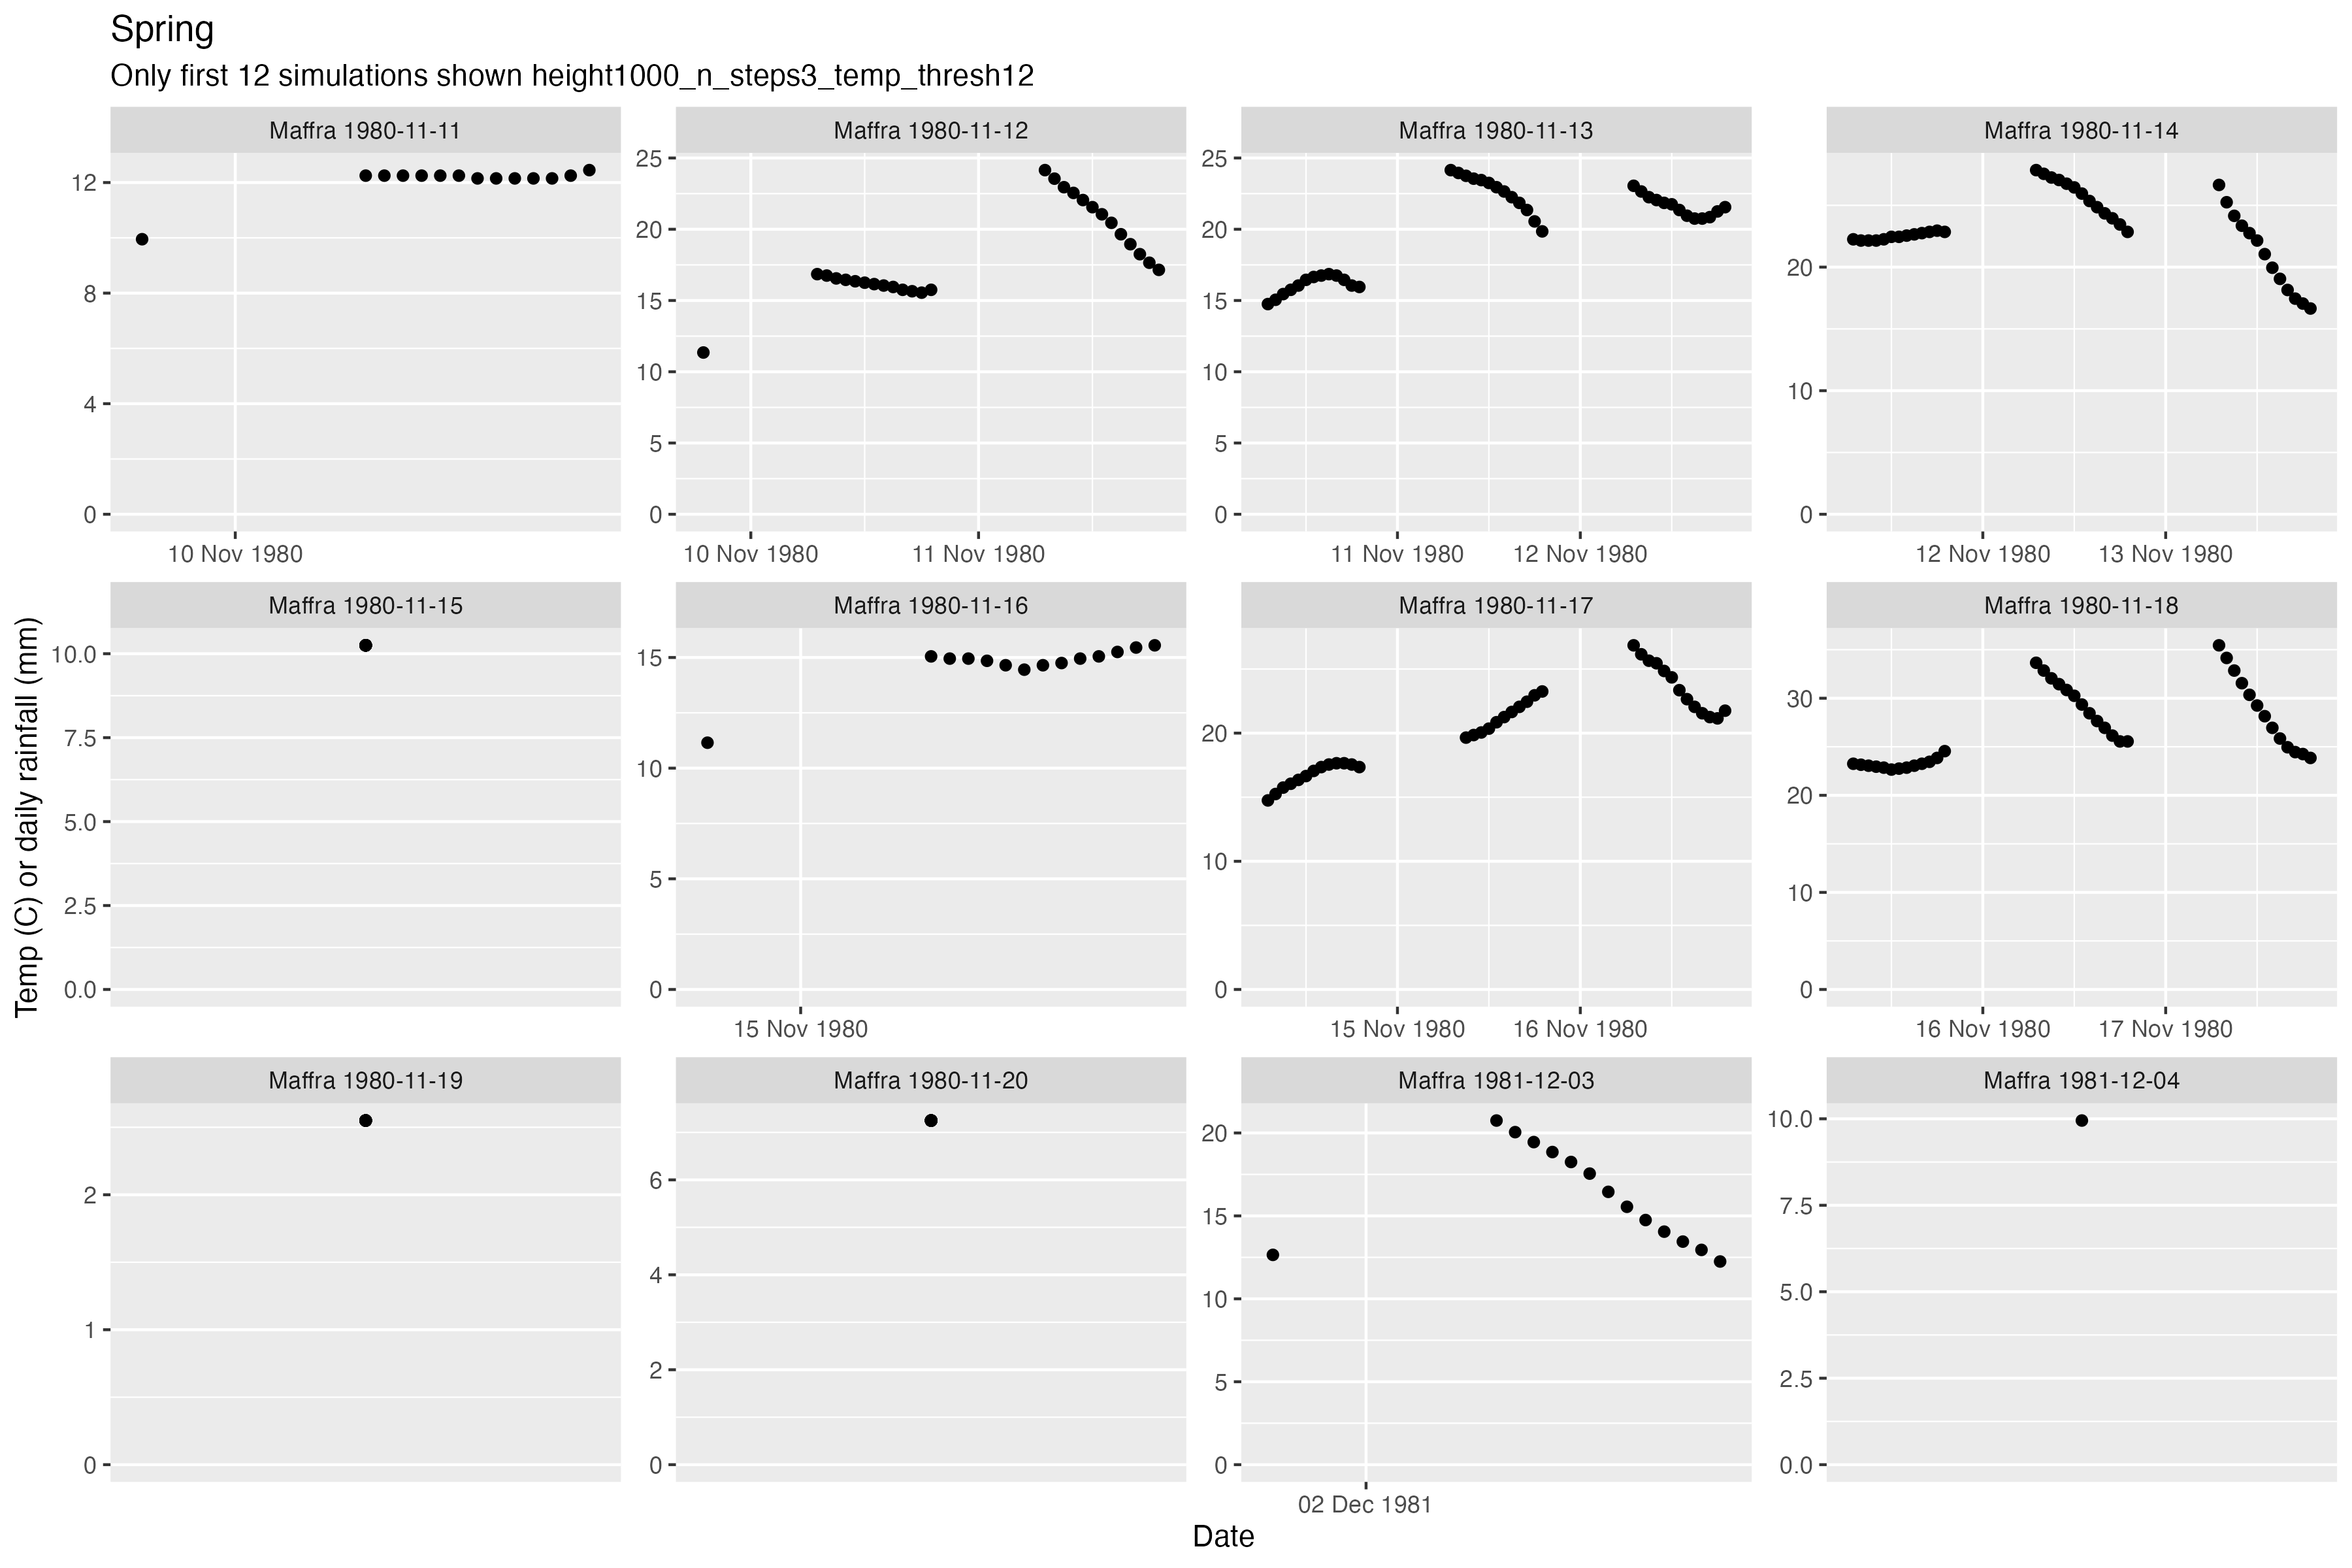 Spring
Only first 12 simulations shown height1000_n_steps3_temp_thresh12
Maffra 1980-11-11
Maffra 1980-11-12
Maffra 1980-11-13
Maffra 1980-11-14
12
8
4
0
25
20
15
10
5
0
25
20
15
10
5
0
20
10
0
10 Nov 1980
10 Nov 1980
11 Nov 1980
11 Nov 1980
12 Nov 1980
12 Nov 1980
13 Nov 1980
Temp (C) or daily rainfall (mm)
Maffra 1980-11-15
Maffra 1980-11-16
Maffra 1980-11-17
Maffra 1980-11-18
10.0
7.5
5.0
2.5
0.0
15
10
5
0
20
10
0
30
20
10
0
15 Nov 1980
15 Nov 1980
16 Nov 1980
16 Nov 1980
17 Nov 1980
Maffra 1980-11-19
Maffra 1980-11-20
Maffra 1981-12-03
Maffra 1981-12-04
2
1
0
6
4
2
0
20
15
10
5
0
10.0
7.5
5.0
2.5
0.0
02 Dec 1981
Date